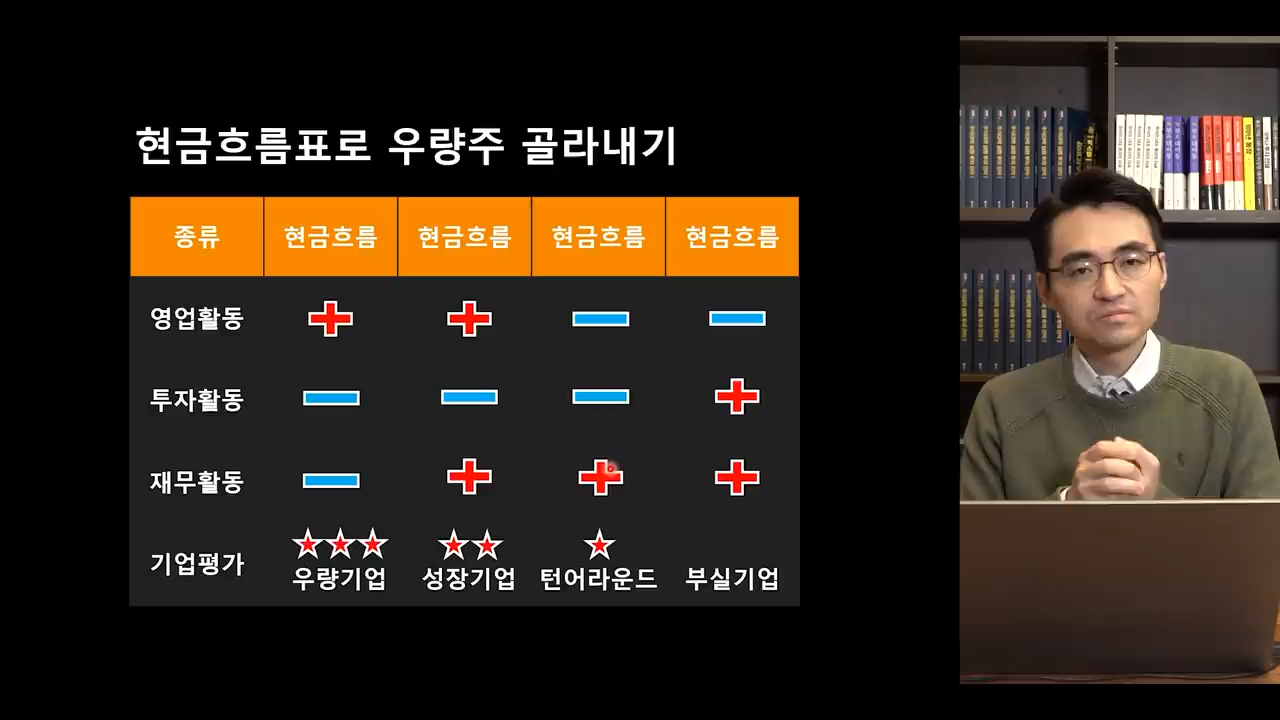 현금흐름표로 우량주 골라내기
종류 현금흐름 현금흐름 현금흐름 현금흐름
영업활동
투자활동
재무활동
기업평가
우량기업 성장기업 턴어라운드 부실기업